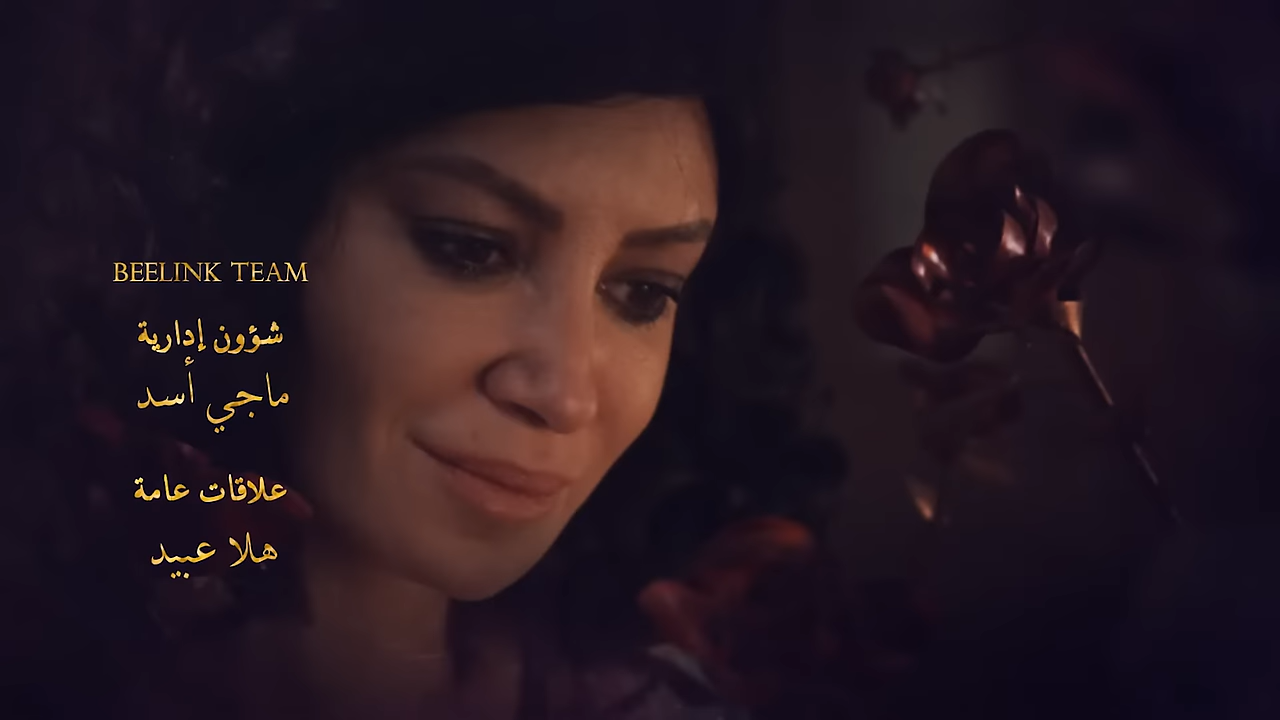 BEELINK TEAM
شؤون إدارية
ماجي أسد
علاقات عامة
هلا عبيد